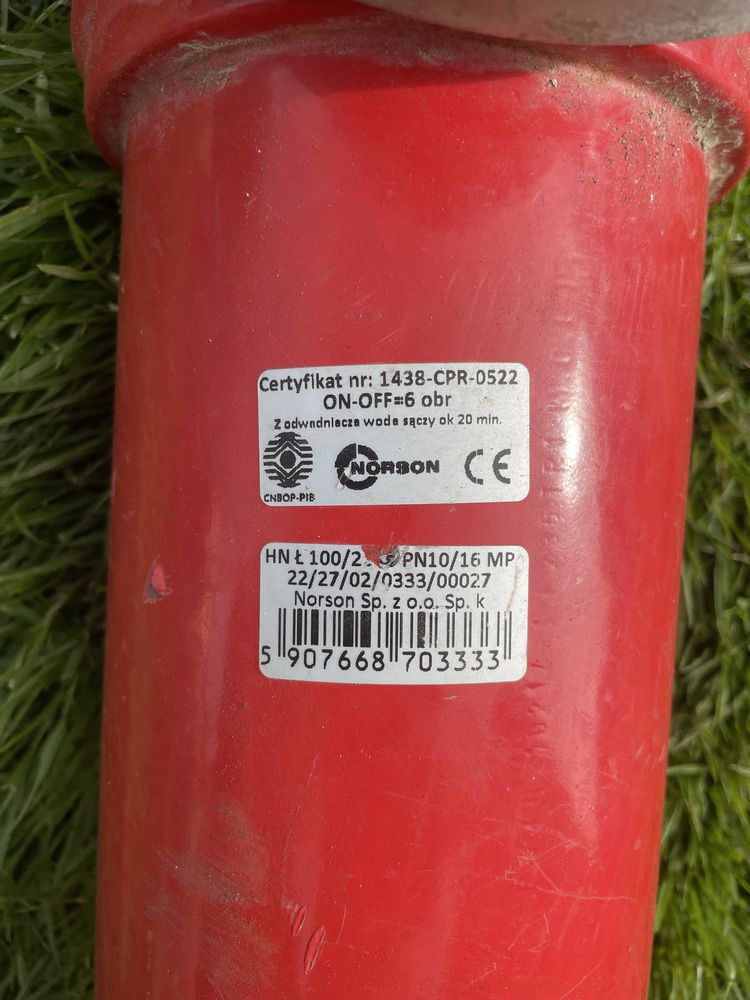 Certyfikat nr: 1438-CPR-0522
ON-OFF=6 obr
Z odwadniacza woda sączy ok 20 min.
CNBOP-PIB
NORSON
CE
HN Ł PN10/16 MP
22/27/02/0333/00027
Norson Sp. z o.o. Sp. k
5 907668 703333